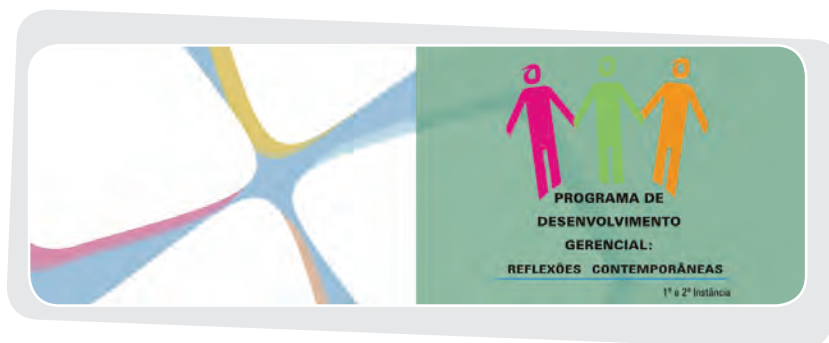 PROGRAMA DE
DESENVOLVIMENTO
GERENCIAL:
REFLEXÕES CONTEMPORÂNEAS
1ª e 2ª Instância